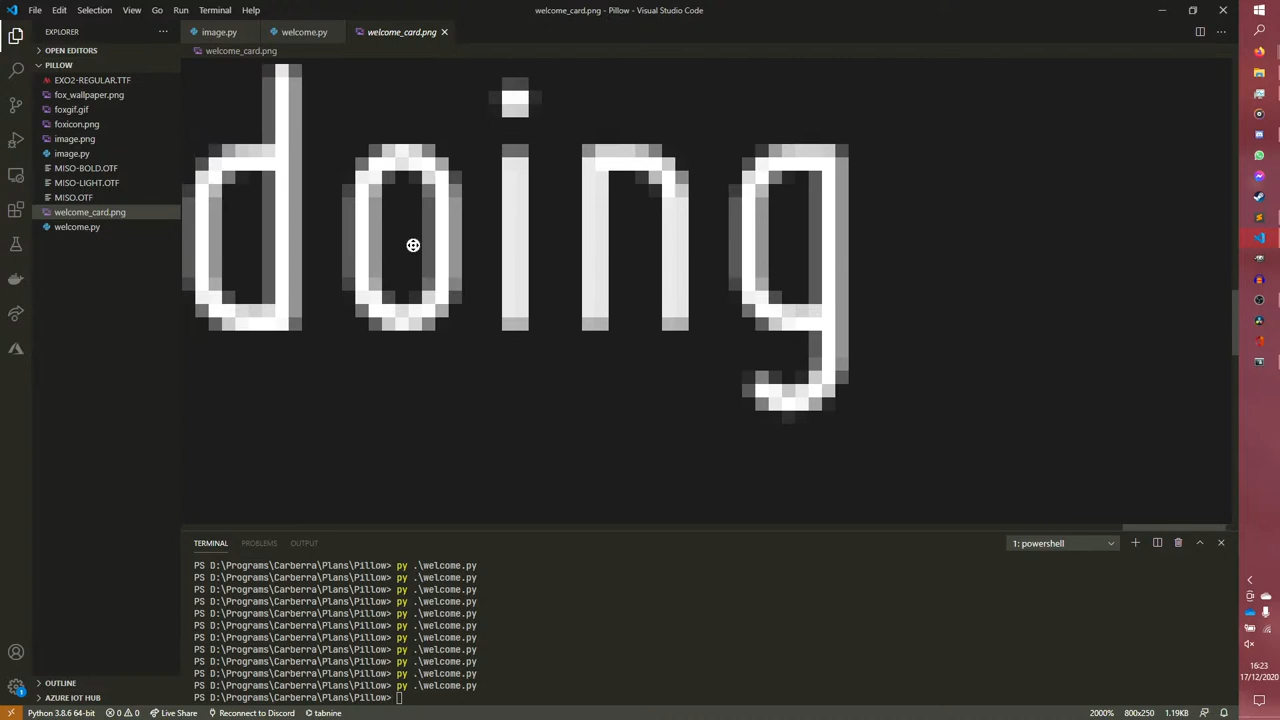 File Edit Selection View Go Run Terminal Help
welcome_card.png - Pillow - Visual Studio Code
EXPLORER
image.py
welcome.py
welcome_card.png
OPEN EDITORS
welcome_card.png
PILLOW
EXO2-REGULAR.TTF
fox_wallpaper.png
foxgif.gif
foxicon.png
image.png
image.py
MISO-BOLD.OTF
MISO-LIGHT.OTF
MISO.OTF
welcome_card.png
welcome.py
doing
TERMINAL PROBLEMS OUTPUT
1: powershell
PS D:\Programs\Carberra\Plans\Pillow> py .\welcome.py
PS D:\Programs\Carberra\Plans\Pillow> py .\welcome.py
PS D:\Programs\Carberra\Plans\Pillow> py .\welcome.py
PS D:\Programs\Carberra\Plans\Pillow> py .\welcome.py
PS D:\Programs\Carberra\Plans\Pillow> py .\welcome.py
PS D:\Programs\Carberra\Plans\Pillow> py .\welcome.py
PS D:\Programs\Carberra\Plans\Pillow> py .\welcome.py
PS D:\Programs\Carberra\Plans\Pillow> py .\welcome.py
PS D:\Programs\Carberra\Plans\Pillow> py .\welcome.py
PS D:\Programs\Carberra\Plans\Pillow> py .\welcome.py
PS D:\Programs\Carberra\Plans\Pillow> py .\welcome.py
PS D:\Programs\Carberra\Plans\Pillow>
OUTLINE
AZURE IOT HUB
1
Python 3.8.6 64-bit 0 0 Live Share Reconnect to Discord tabnine
2000% 800x250 1.19KB
16:23
17/12/2020